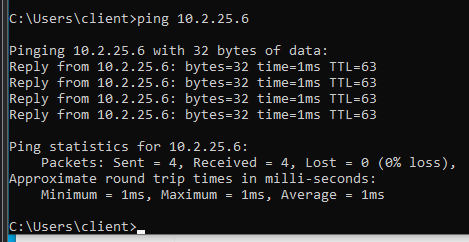 C:\Users\client>ping 10.2.25.6
Pinging 10.2.25.6 with 32 bytes of data:
Reply from 10.2.25.6: bytes=32 time=1ms TTL=63
Reply from 10.2.25.6: bytes=32 time=1ms TTL=63
Reply from 10.2.25.6: bytes=32 time=1ms TTL=63
Reply from 10.2.25.6: bytes=32 time=1ms TTL=63
Ping statistics for 10.2.25.6:
    Packets: Sent = 4, Received = 4, Lost = 0 (0% loss),
Approximate round trip times in milli-seconds:
    Minimum = 1ms, Maximum = 1ms, Average = 1ms
C:\Users\client>